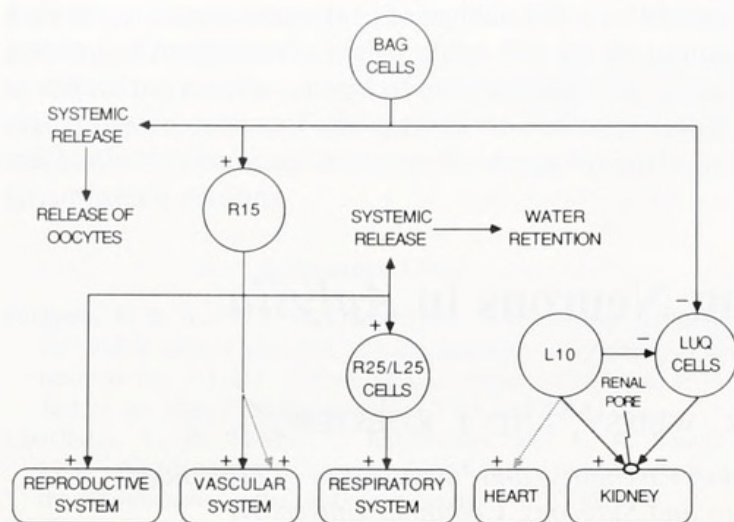 BAG
CELLS
SYSTEMIC
RELEASE
+
–
RELEASE OF
OOCYTES
R15
SYSTEMIC
RELEASE
WATER
RETENTION
+
–
L10
LUQ
CELLS
R25/L25
CELLS
RENAL
PORE
+
+
+
+
+
+
–
REPRODUCTIVE
SYSTEM
VASCULAR
SYSTEM
RESPIRATORY
SYSTEM
HEART
KIDNEY